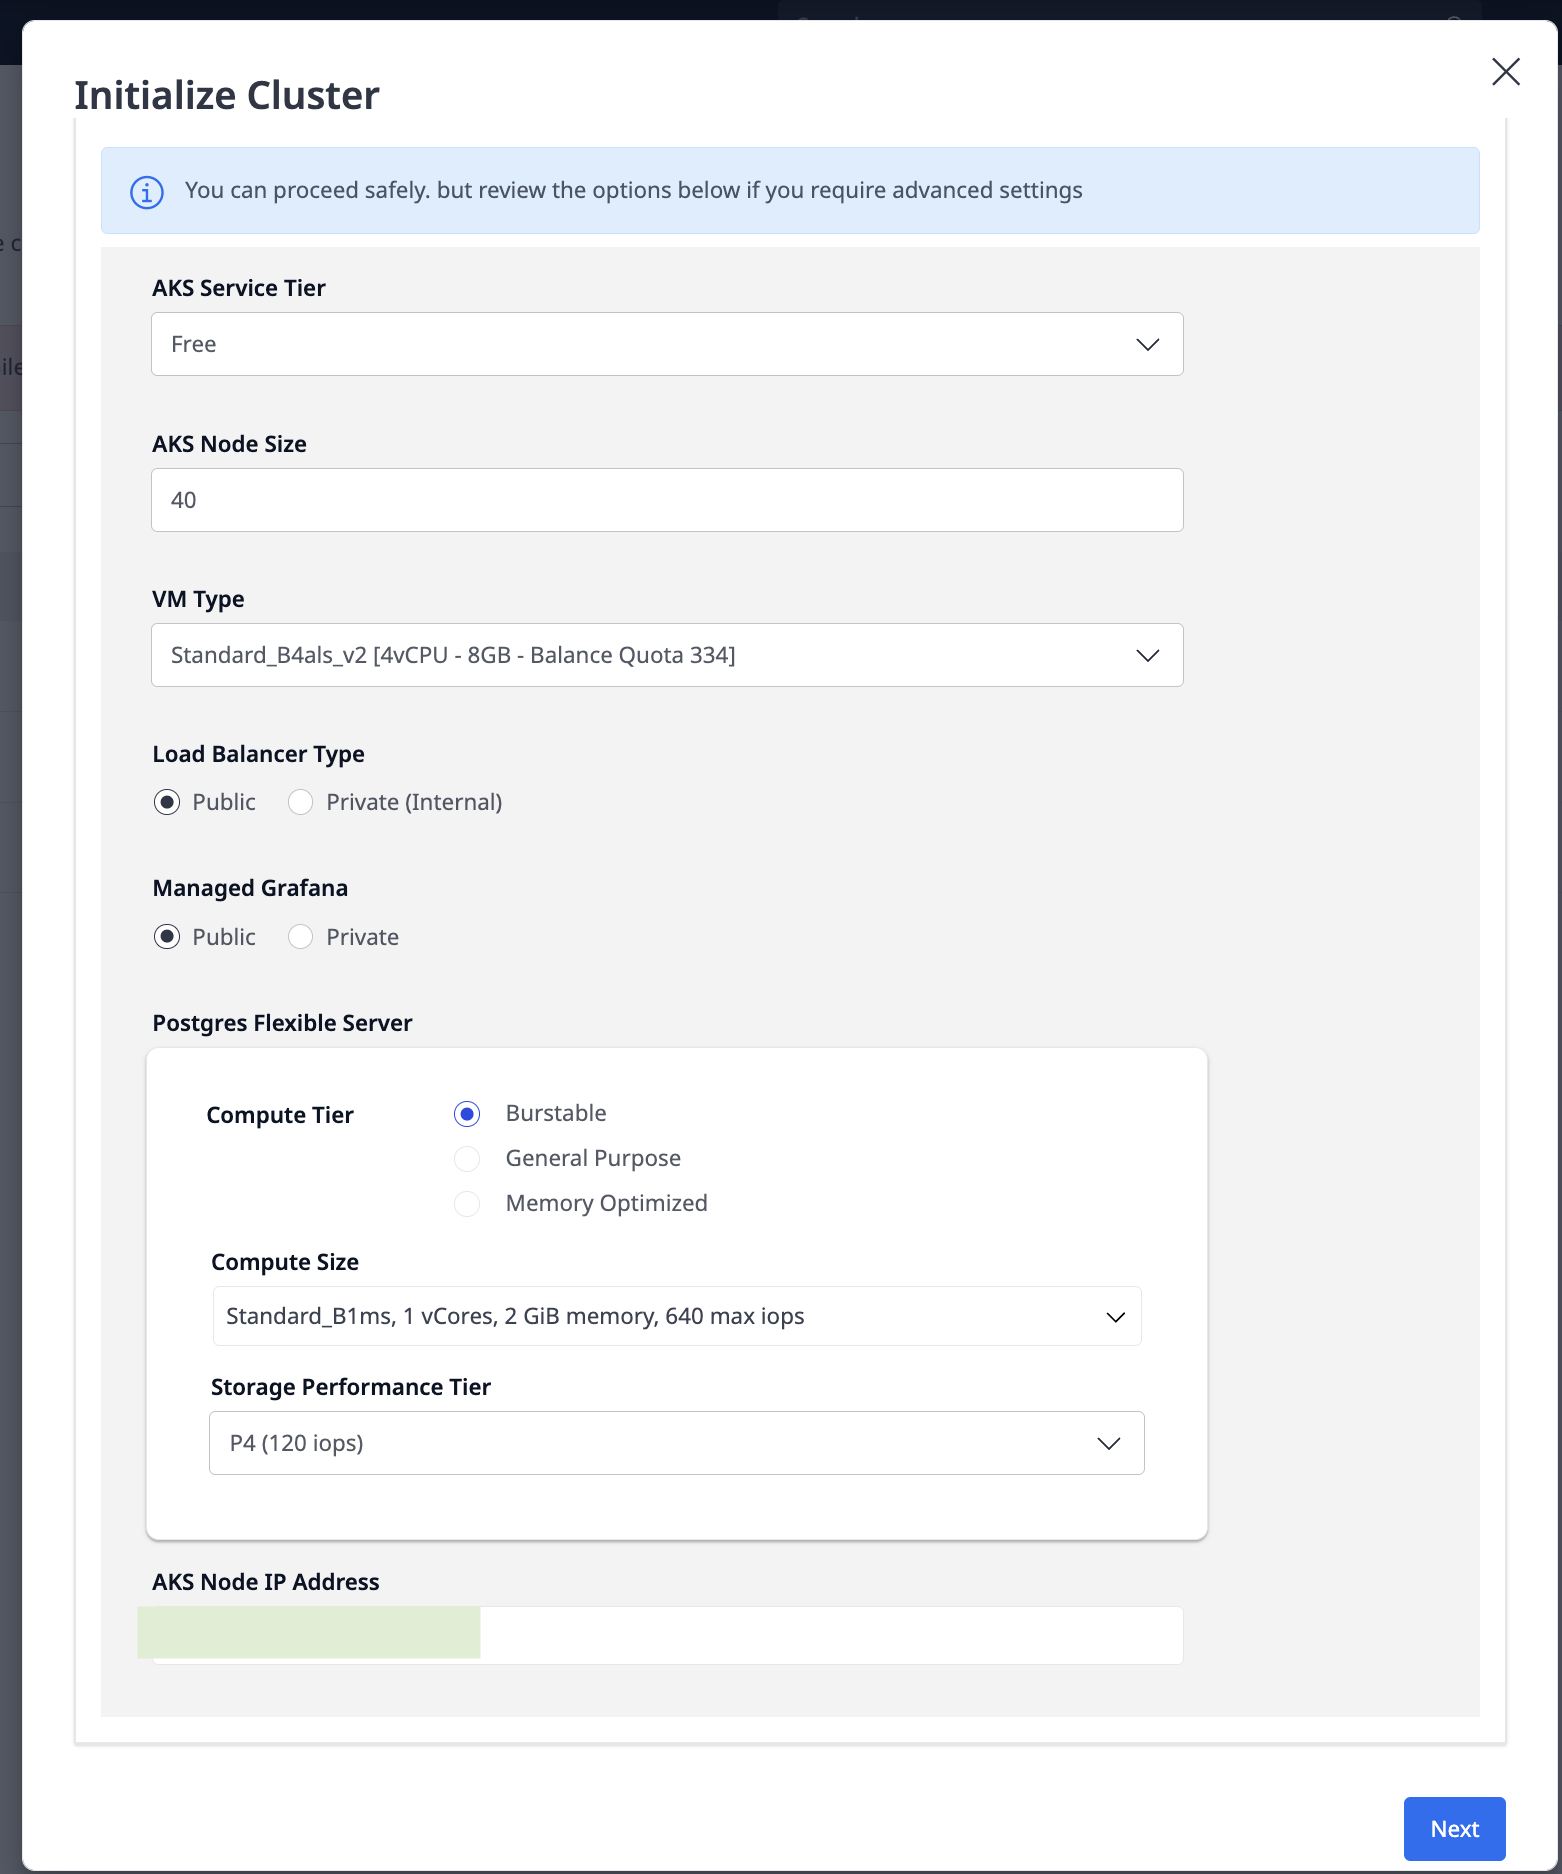 Initialize Cluster
You can proceed safely. but review the options below if you require advanced settings
AKS Service Tier
Free
AKS Node Size
40
VM Type
Standard_B4als_v2 [4vCPU - 8GB - Balance Quota 334]
Load Balancer Type
Public Private (Internal)
Managed Grafana
Public Private
Postgres Flexible Server
Compute Tier Burstable
General Purpose
Memory Optimized
Compute Size
Standard_B1ms, 1 vCores, 2 GiB memory, 640 max iops
Storage Performance Tier
P4 (120 iops)
AKS Node IP Address
Next